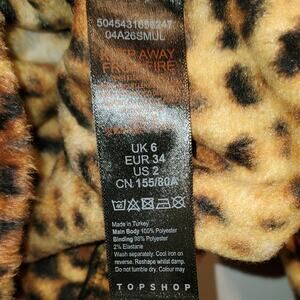 04A26SMUL
AWAY
UK 6
EUR 34
US 2
CN 155/80A
Made in Turkey
Main Body 100% Polyester
Binding 98% Polyester
2% Elastane
Wash separately. Cool iron on
reverse. Reshape whilst damp.
Do not tumble dry. Colour may
TOPSHOP